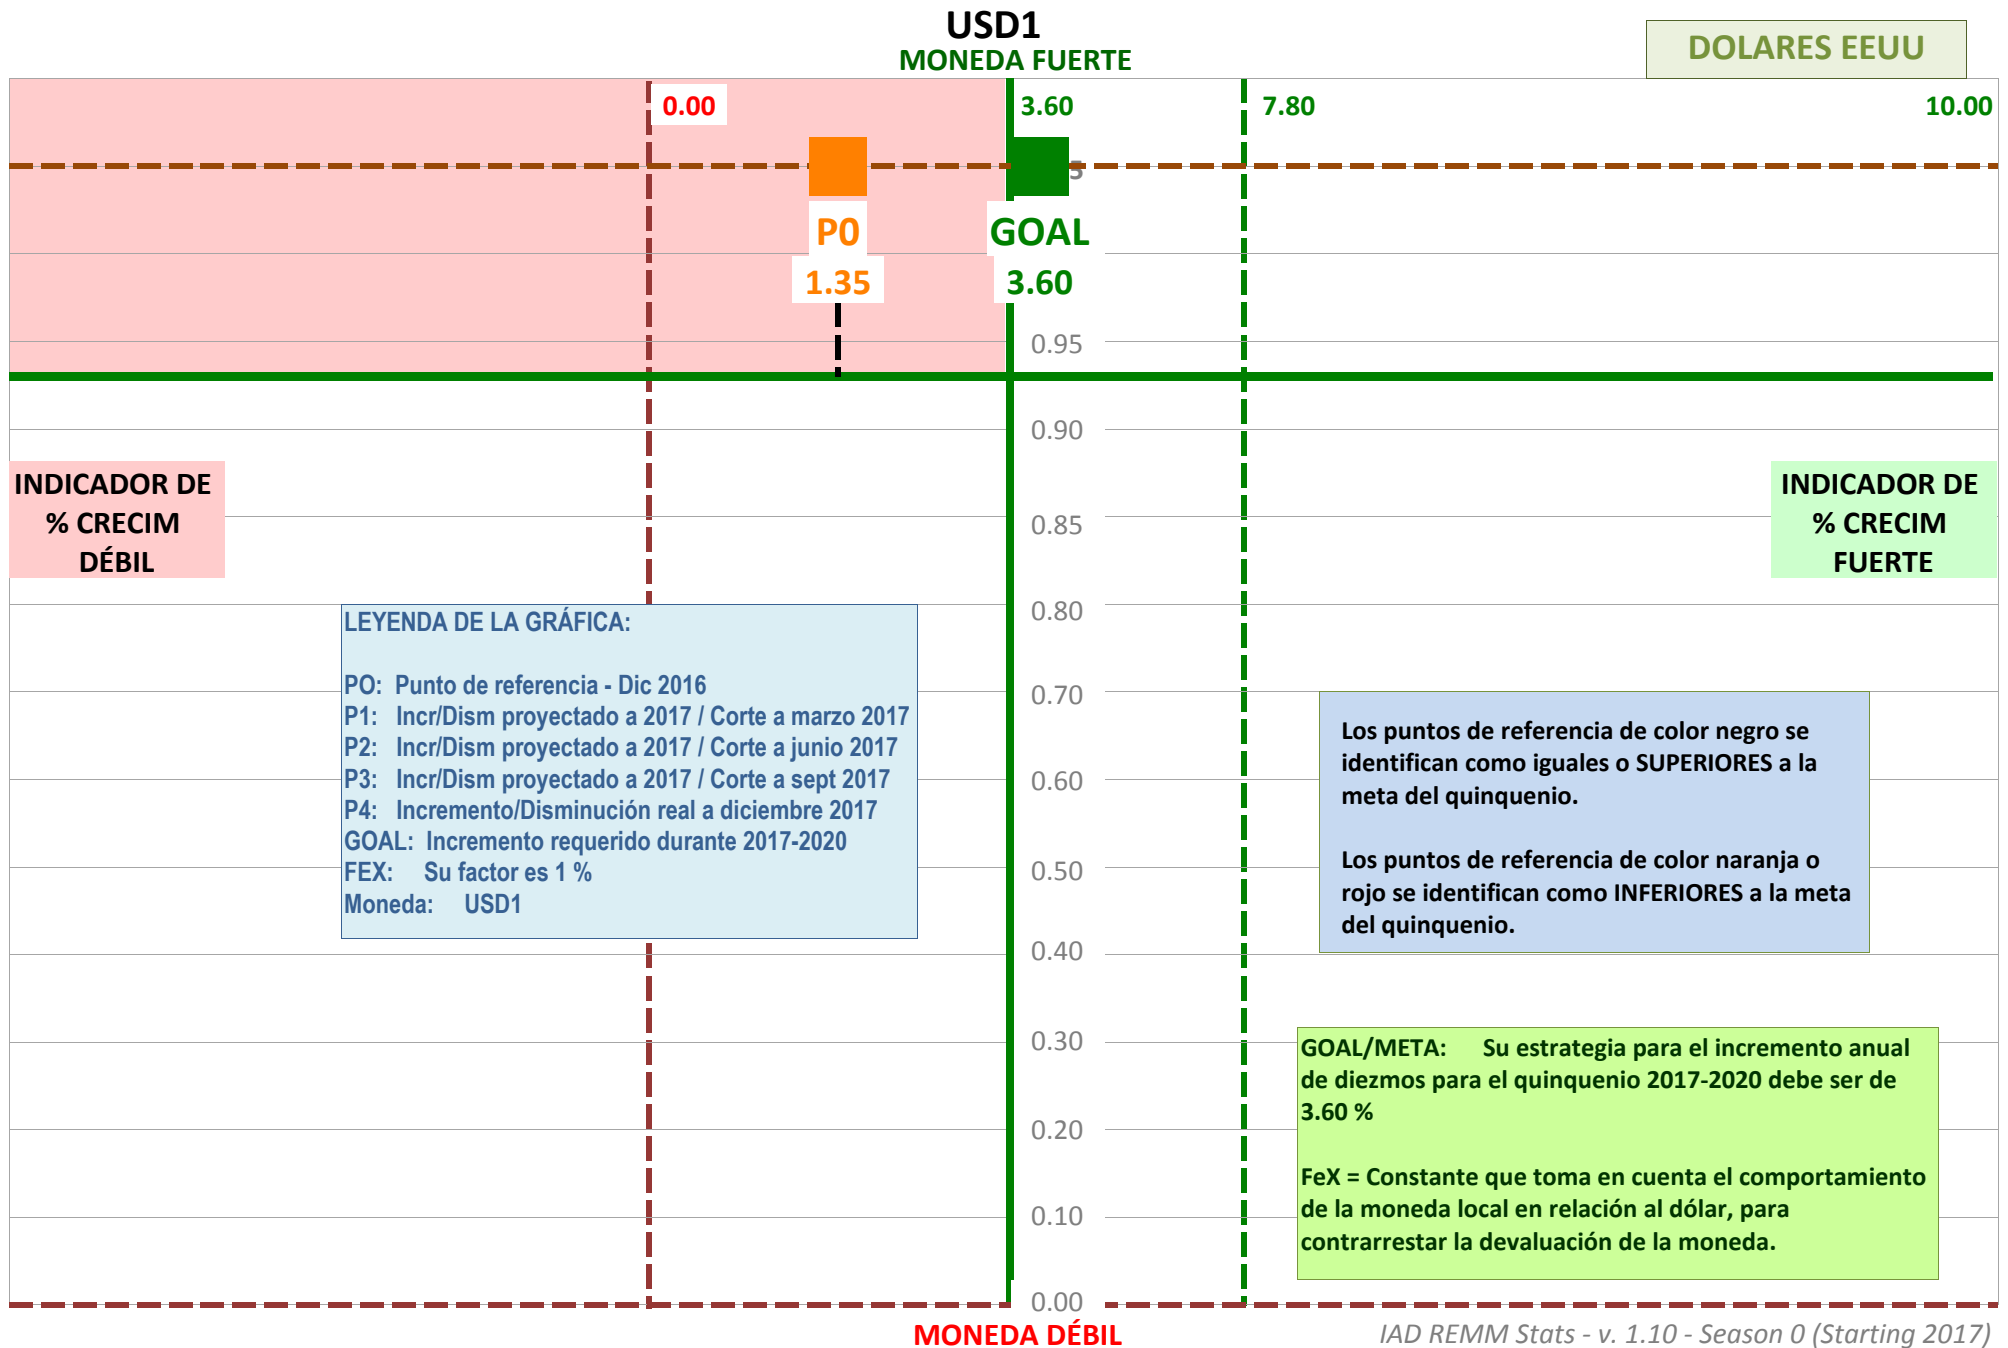 USD1
MONEDA FUERTE
DOLARES EEUU
0.00
3.60
7.80
10.00
5
P0
GOAL
1.35
3.60
0.95
0.90
INDICADOR DE
% CRECIM
DÉBIL
INDICADOR DE
% CRECIM
FUERTE
0.85
0.80
LEYENDA DE LA GRÁFICA:
PO: Punto de referencia - Dic 2016
P1: Incr/Dism proyectado a 2017 / Corte a marzo 2017
P2: Incr/Dism proyectado a 2017 / Corte a junio 2017
P3: Incr/Dism proyectado a 2017 / Corte a sept 2017
P4: Incremento/Disminución real a diciembre 2017
GOAL: Incremento requerido durante 2017-2020
FEX: Su factor es 1 %
Moneda: USD1
0.70
0.60
0.50
0.40
Los puntos de referencia de color negro se
identifican como iguales o SUPERIORES a la
meta del quinquenio.
Los puntos de referencia de color naranja o
rojo se identifican como INFERIORES a la meta
del quinquenio.
0.30
0.20
0.10
0.00
GOAL/META: Su estrategia para el incremento anual
de diezmos para el quinquenio 2017-2020 debe ser de
3.60 %
FeX = Constante que toma en cuenta el comportamiento
de la moneda local en relación al dólar, para
contrarrestar la devaluación de la moneda.
MONEDA DÉBIL
IAD REMM Stats - v. 1.10 - Season 0 (Starting 2017)